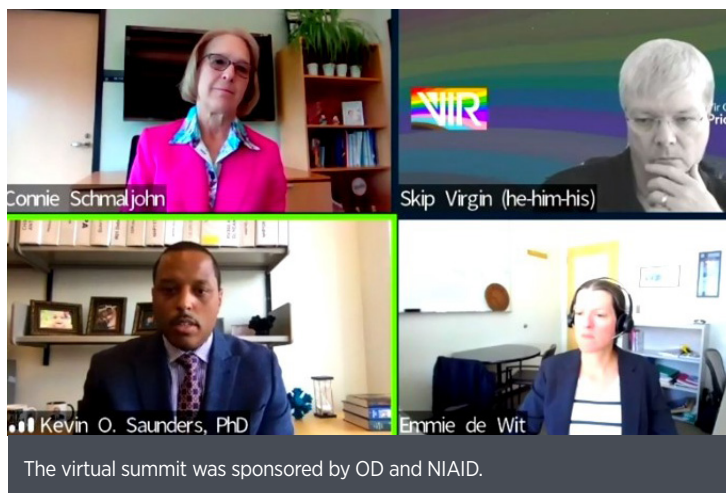 VIR
Pric
Connie Schmaljohn
Skip Virgin (he-him-his)
Kevin O. Saunders, PhD
Emmie de Wit
The virtual summit was sponsored by OD and NIAID.